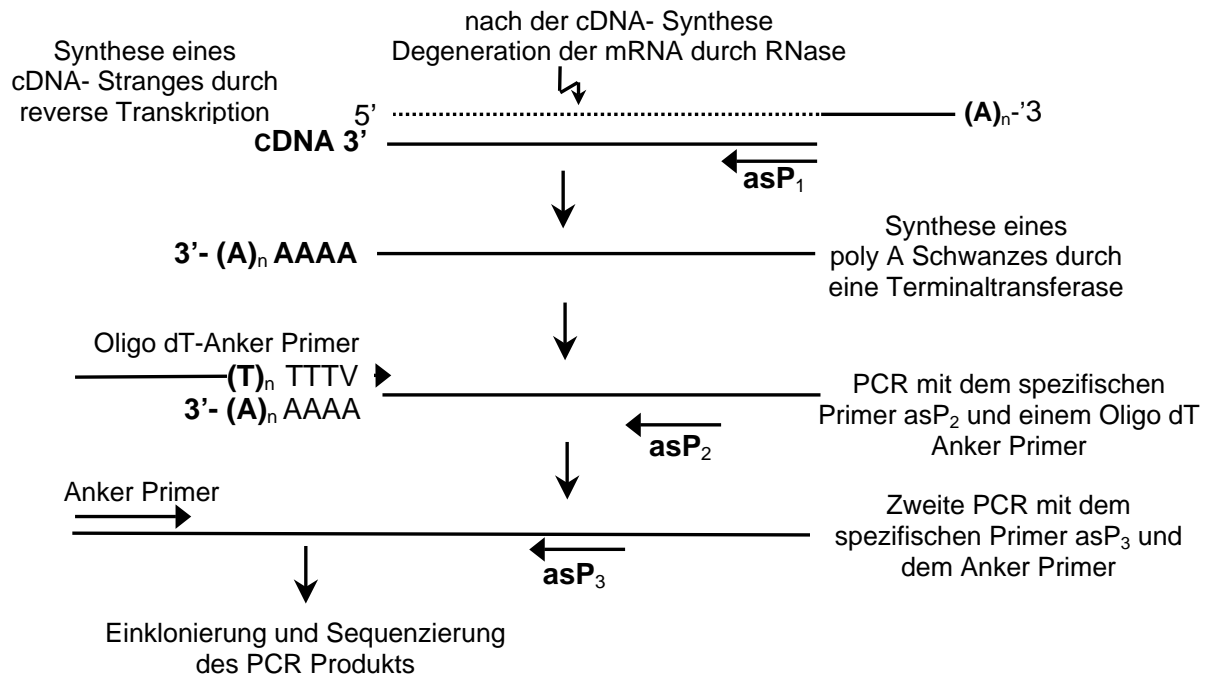 nach der cDNA- Synthese
Degeneration der mRNA durch RNase
Synthese eines
cDNA- Stranges durch
reverse Transkription
5’
(A)n-’3
cDNA 3’
asP1
3’- (A)n AAAA
Synthese eines
poly A Schwanzes durch
eine Terminaltransferase
Oligo dT-Anker Primer
(T)n TTTV
3’- (A)n AAAA
asP2
PCR mit dem spezifischen
Primer asP2 und einem Oligo dT
Anker Primer
Anker Primer
asP3
Zweite PCR mit dem
spezifischen Primer asP3 und
dem Anker Primer
Einklonierung und Sequenzierung
des PCR Produkts